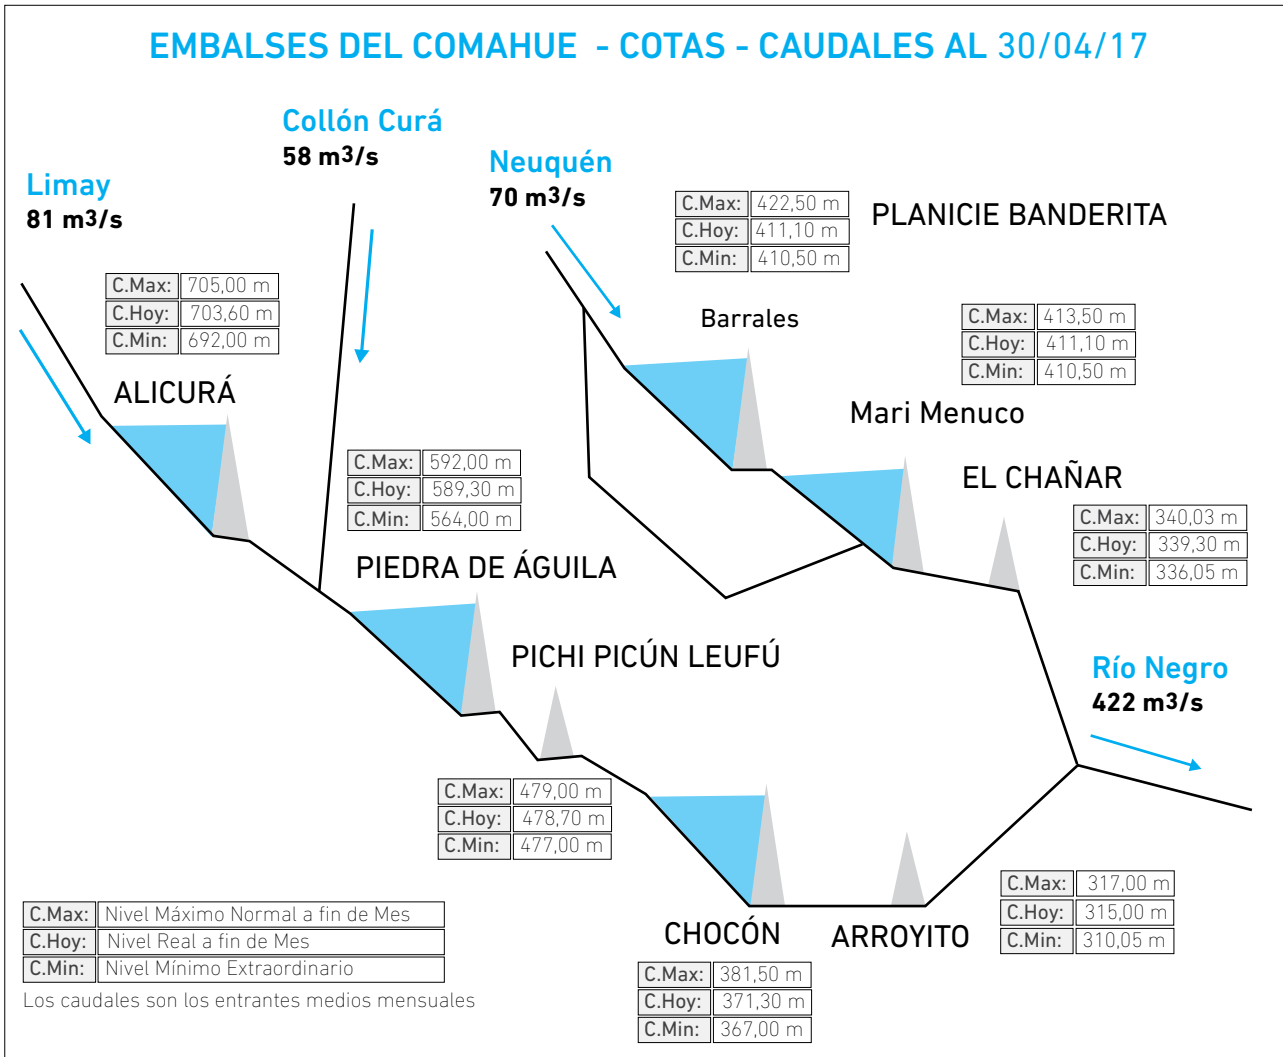 EMBALSES DEL COMAHUE - COTAS - CAUDALES AL 30/04/17
Collón Curá
58 m3/s
Neuquén
70 m3/s
Limay
81 m3/s
C.Max: 422,50 m
C.Hoy: 411,10 m
C.Min: 410,50 m
PLANICIE BANDERITA
C.Max: 705,00 m
C.Hoy: 703,60 m
C.Min: 692,00 m
ALICURÁ
Barrales
C.Max: 413,50 m
C.Hoy: 411,10 m
C.Min: 410,50 m
Mari Menuco
C.Max: 592,00 m
C.Hoy: 589,30 m
C.Min: 564,00 m
PIEDRA DE ÁGUILA
EL CHAÑAR
C.Max: 340,03 m
C.Hoy: 339,30 m
C.Min: 336,05 m
PICHI PICÚN LEUFÚ
Río Negro
422 m3/s
C.Max: 479,00 m
C.Hoy: 478,70 m
C.Min: 477,00 m
C.Max: 317,00 m
C.Hoy: 315,00 m
C.Min: 310,05 m
CHOCÓN
ARROYITO
C.Max: 381,50 m
C.Hoy: 371,30 m
C.Min: 367,00 m
C.Max: Nivel Máximo Normal a fin de Mes
C.Hoy: Nivel Real a fin de Mes
C.Min: Nivel Mínimo Extraordinario
Los caudales son los entrantes medios mensuales